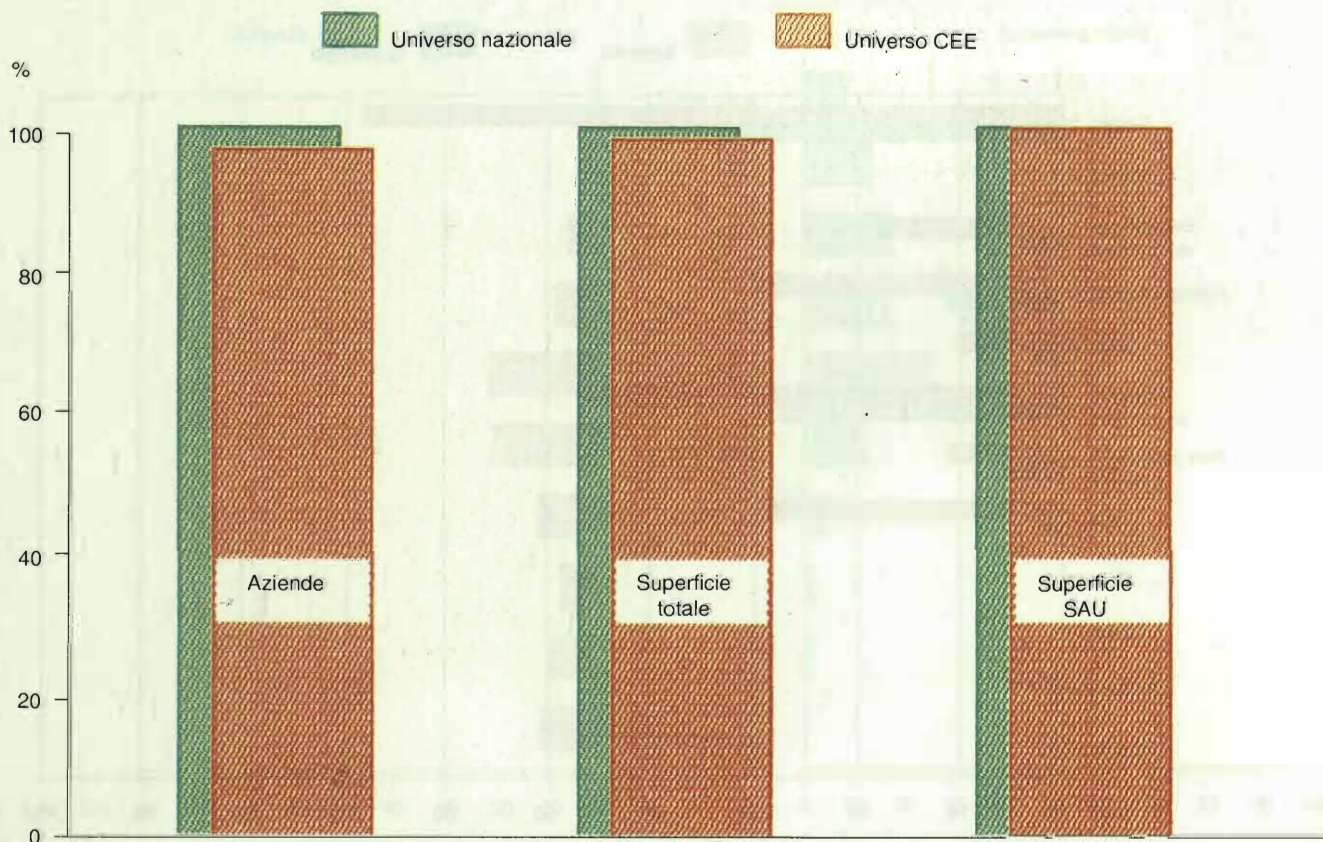 Universo nazionale
Universo CEE
%
100
80
60
40
20
0
Aziende
Superficie
totale
Superficie
SAU